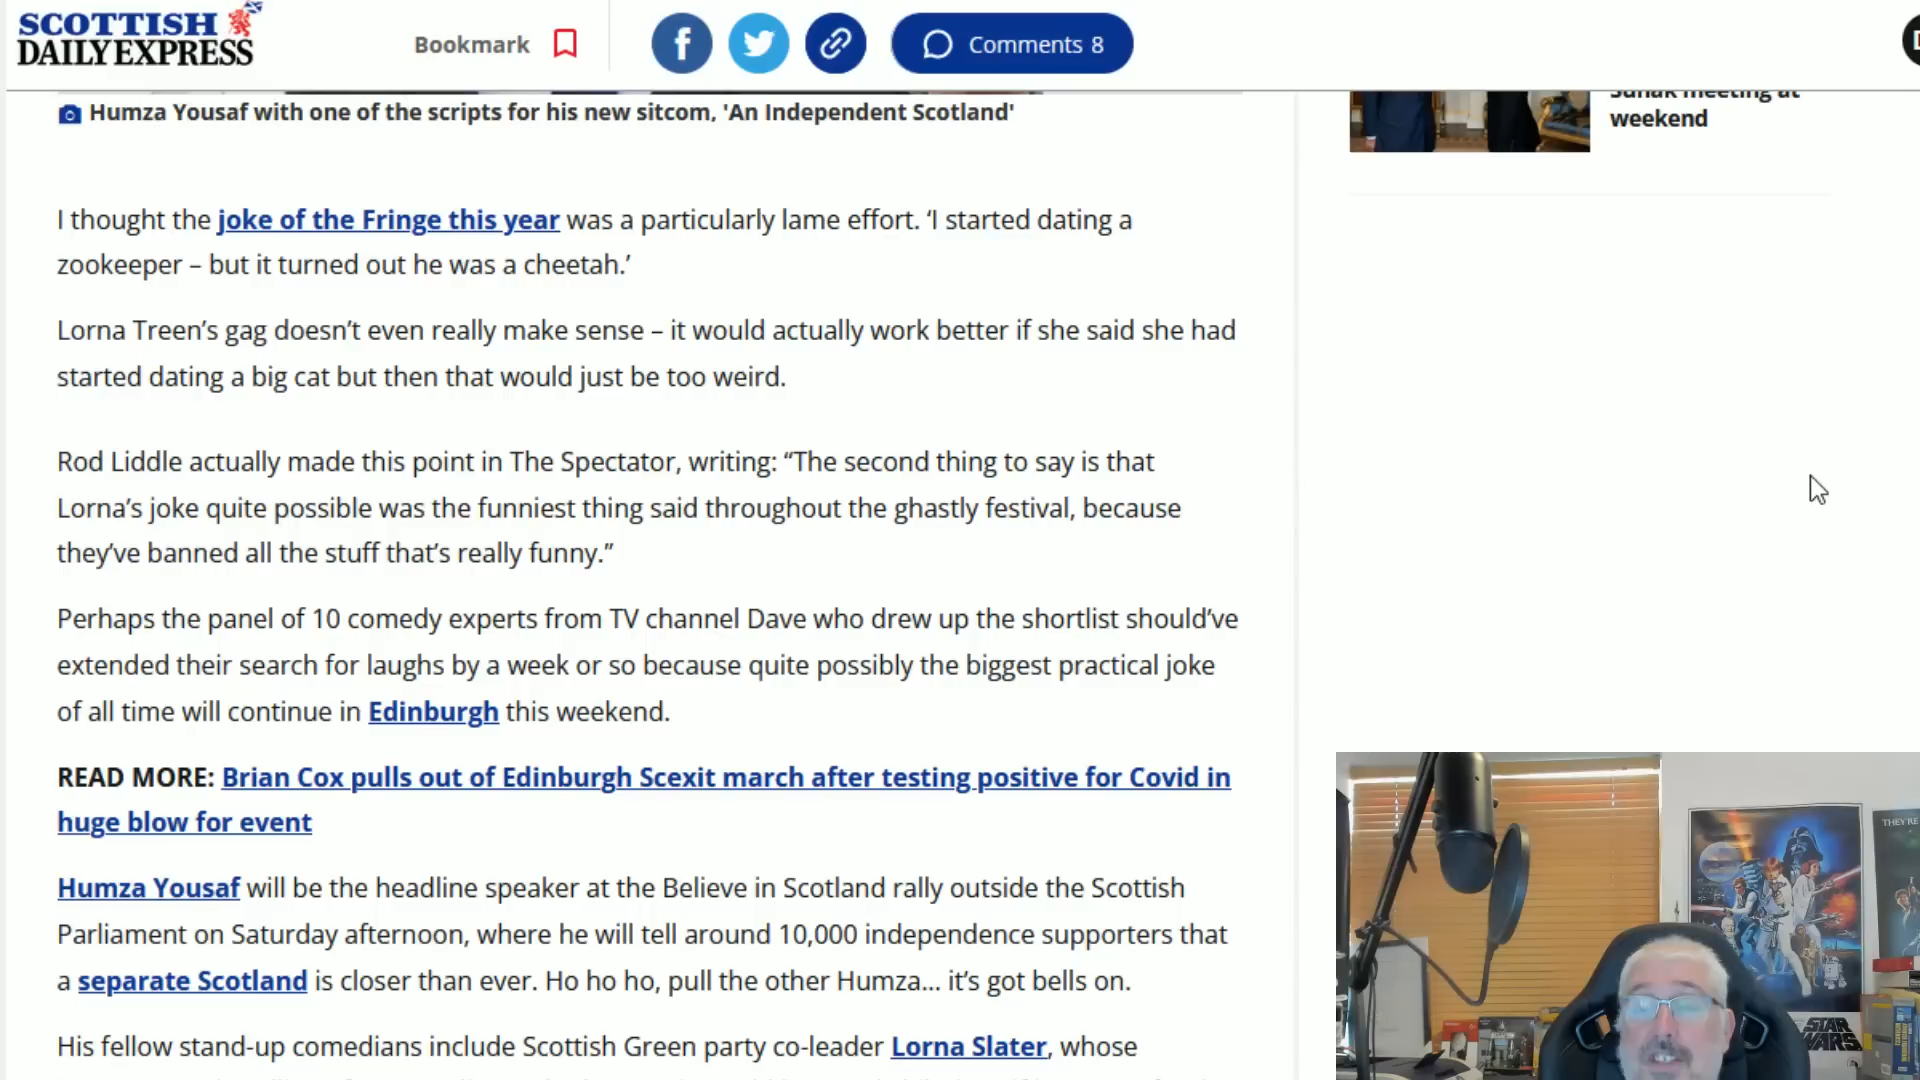 SCOTTISH
DAILY EXPRESS
Bookmark
Comments 8
Humza Yousaf with one of the scripts for his new sitcom, 'An Independent Scotland'
Sunak meeting at
weekend
I thought the joke of the Fringe this year was a particularly lame effort. ‘I started dating a
zookeeper – but it turned out he was a cheetah.’
Lorna Treen’s gag doesn’t even really make sense – it would actually work better if she said she had
started dating a big cat but then that would just be too weird.
Rod Liddle actually made this point in The Spectator, writing: “The second thing to say is that
Lorna’s joke quite possible was the funniest thing said throughout the ghastly festival, because
they’ve banned all the stuff that’s really funny.”
Perhaps the panel of 10 comedy experts from TV channel Dave who drew up the shortlist should’ve
extended their search for laughs by a week or so because quite possibly the biggest practical joke
of all time will continue in Edinburgh this weekend.
READ MORE: Brian Cox pulls out of Edinburgh Scexit march after testing positive for Covid in
huge blow for event
Humza Yousaf will be the headline speaker at the Believe in Scotland rally outside the Scottish
Parliament on Saturday afternoon, where he will tell around 10,000 independence supporters that
a separate Scotland is closer than ever. Ho ho ho, pull the other Humza... it’s got bells on.
His fellow stand-up comedians include Scottish Green party co-leader Lorna Slater, whose
THEY'RE
STAR
WARS